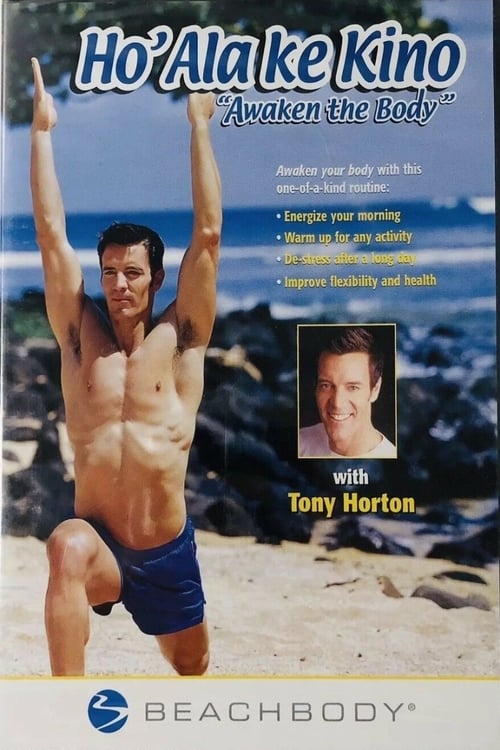 Ho'Ala ke Kino
"Awaken the Body"
Awaken your body with this
one-of-a-kind routine:
• Energize your morning
• Warm up for any activity
• De-stress after a long day
• Improve flexibility and health
with
Tony Horton
BEACHBODY®